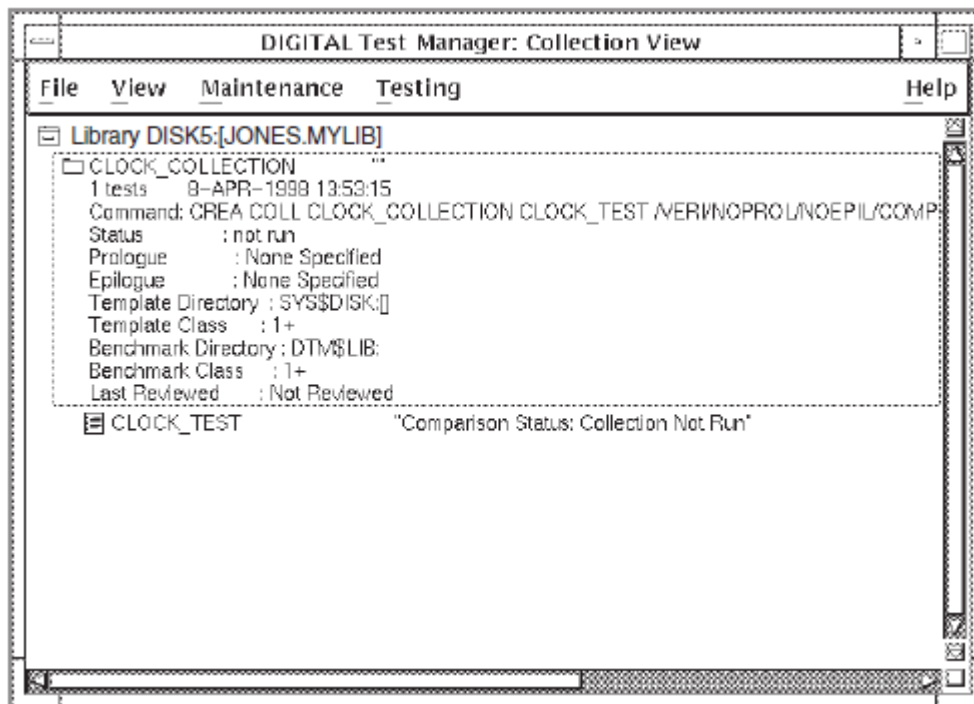 DIGITAL Test Manager: Collection View
File View Maintenance Testing Help
Library DISK5:[JONES.MYLIB]
CLOCK_COLLECTION ""
1 tests 8-APR-1998 13:53:15
Command: CREA COLL CLOCK_COLLECTION CLOCK_TEST /VERI/NOPROL/NOEPIL/COMP
Status : not run
Prologue : None Specified
Epilogue : None Specified
Template Directory : SYS$DISK:[]
Template Class : 1+
Benchmark Directory : DTM$LIB:
Benchmark Class : 1+
Last Reviewed : Not Reviewed
CLOCK_TEST "Comparison Status: Collection Not Run"